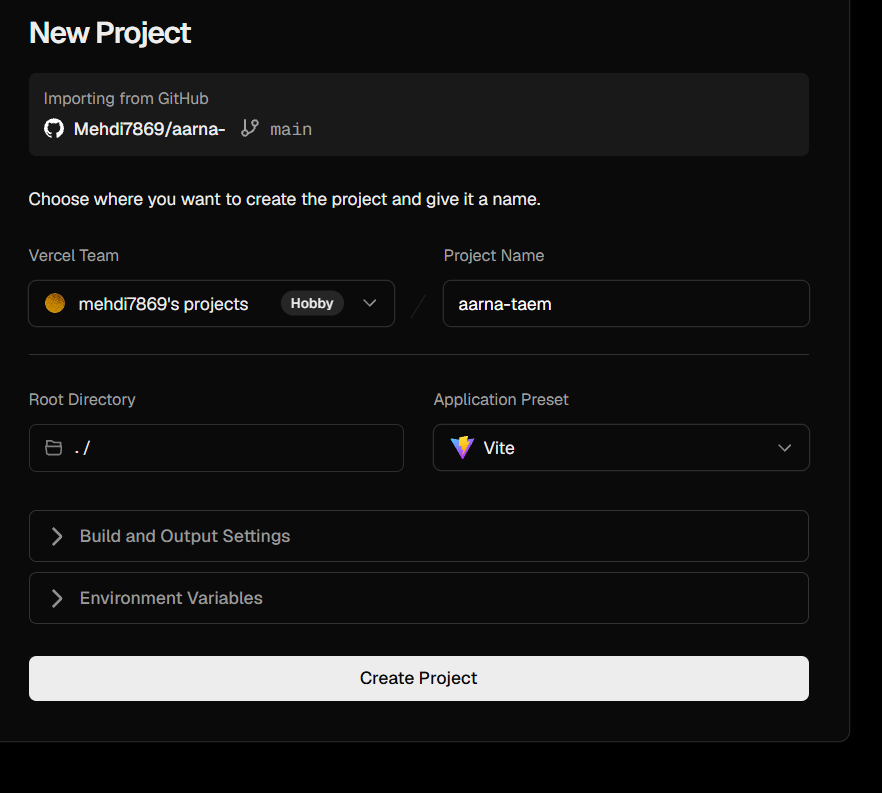 New Project
Importing from GitHub
Mehdi7869/aarna- main
Choose where you want to create the project and give it a name.
Vercel Team
Project Name
mehdi7869's projects Hobby
aarna-taem
Root Directory
Application Preset
./
Vite
Build and Output Settings
Environment Variables
Create Project